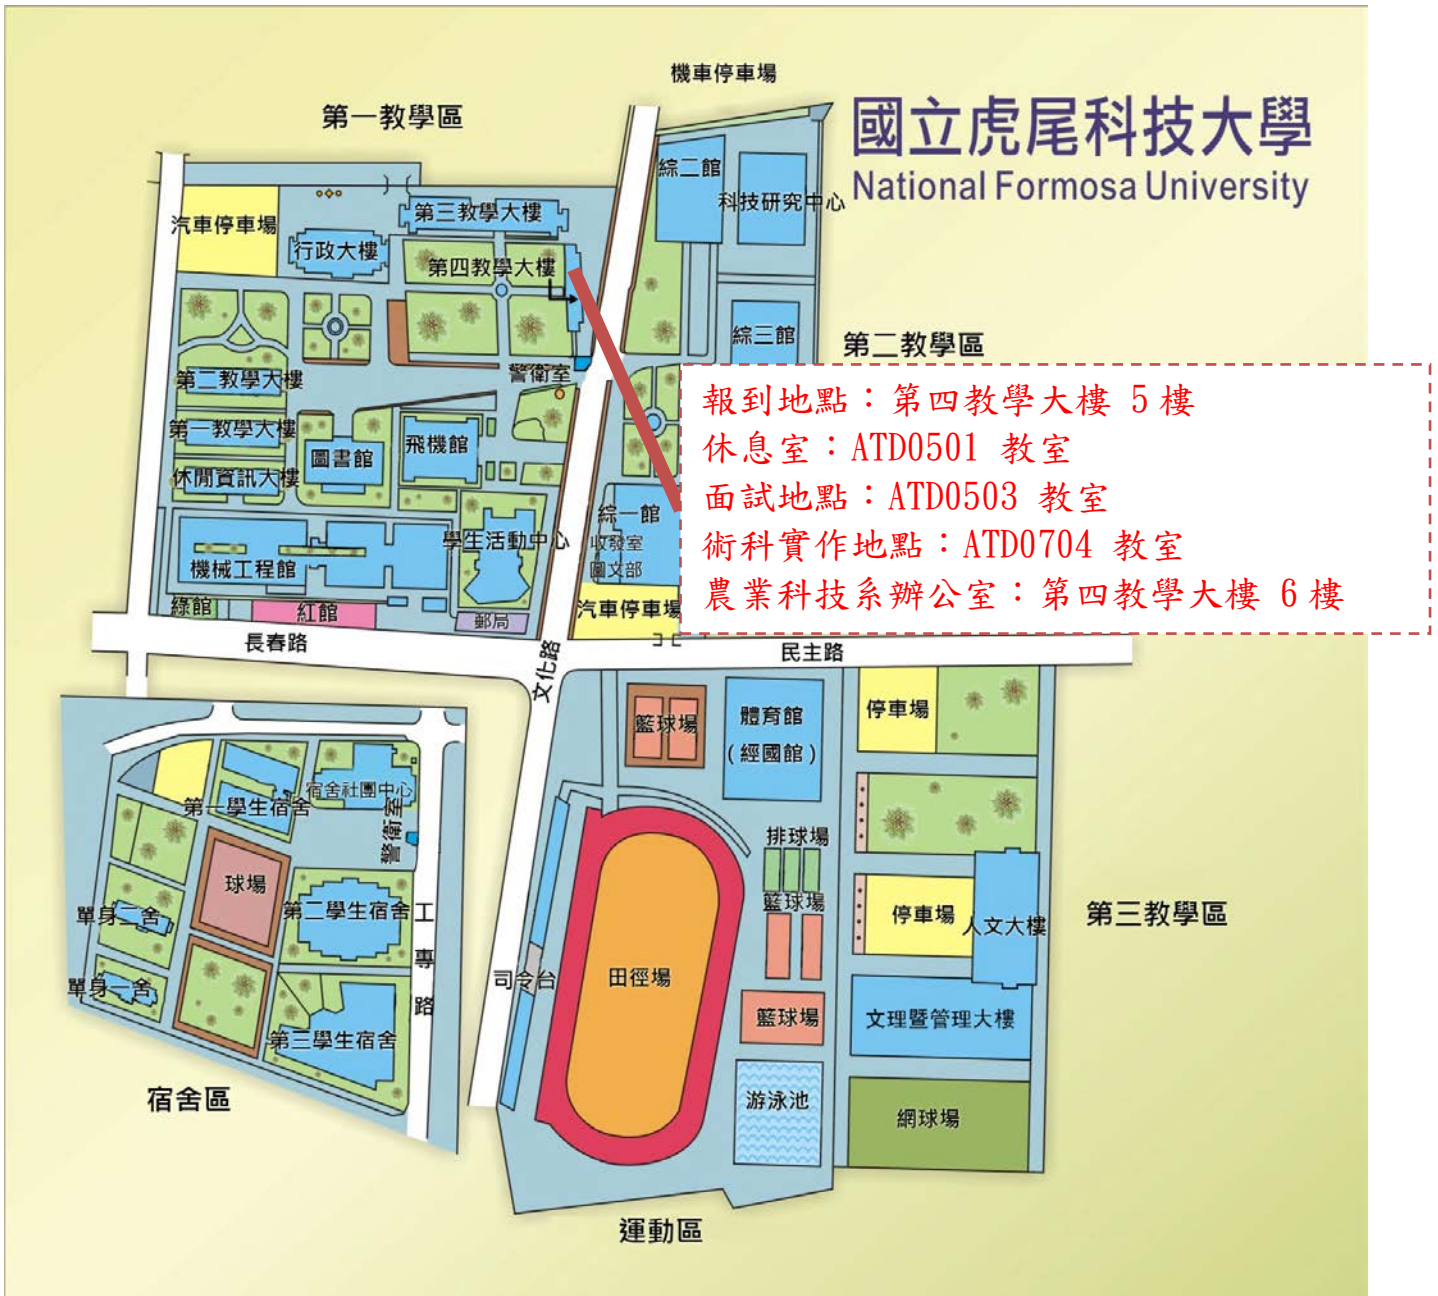 機車停車場
國立虎尾科技大學
National Formosa University
第一教學區
綜二館
科技研究中心
第三教學大樓
汽車停車場
行政大樓
第四教學大樓
綜三館
第二教學區
警衛室
第二教學大樓
報到地點：第四教學大樓 5樓
休息室：ATD0501 教室
面試地點：ATD0503 教室
術科實作地點：ATD0704 教室
農業科技系辦公室：第四教學大樓 6樓
第一教學大樓
圖書館
飛機館
休閒資訊大樓
綜一館
收發室
圖文部
學生活動中心
機械工程館
綠館
紅館
郵局
汽車停車場
長春路
文化路
民主路
籃球場
體育館
(經國館)
停車場
宿舍社團中心
第一學生宿舍
警衛室
排球場
球場
籃球場
第二學生宿舍
單身二舍
停車場
人文大樓
第三教學區
工專路
單身一舍
司令台
田徑場
籃球場
文理暨管理大樓
第三學生宿舍
游泳池
網球場
宿舍區
運動區